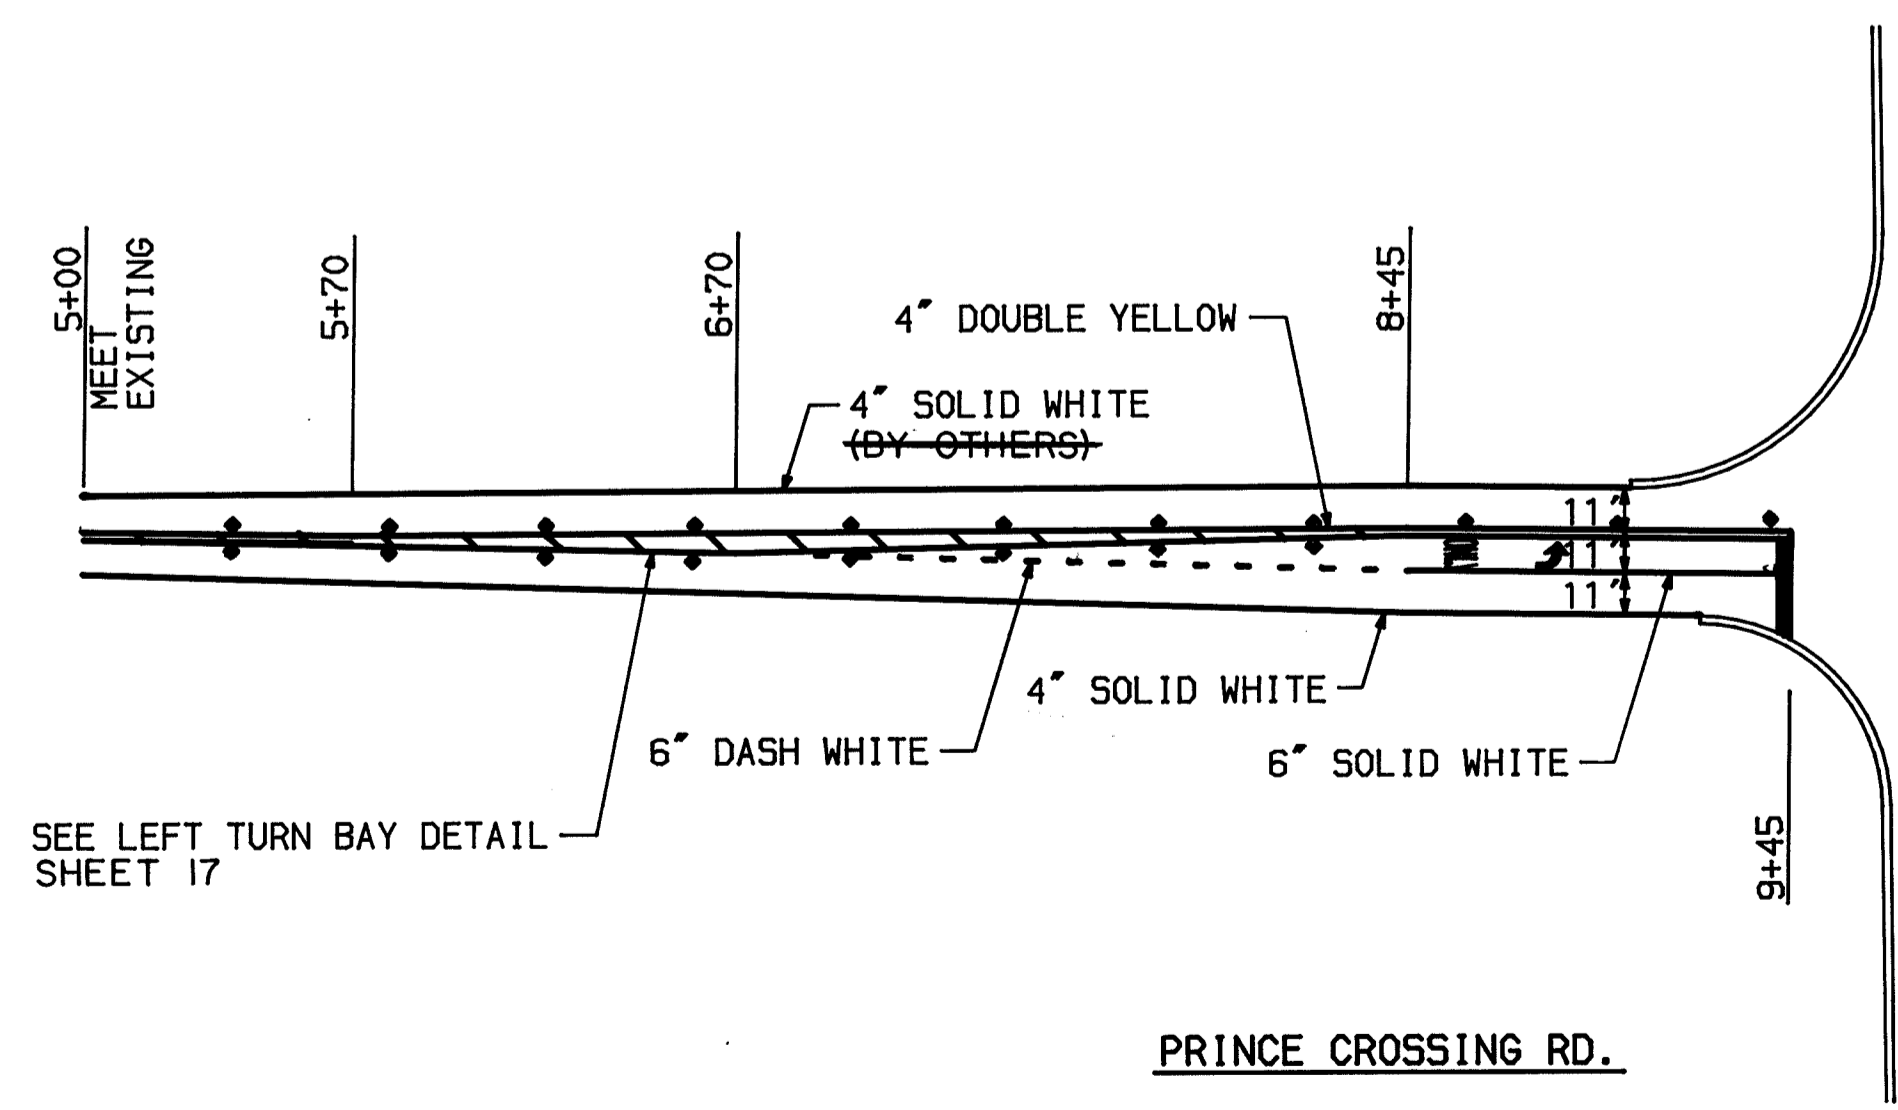 5+00
MEET
EXISTING
5+70
6+70
8+45
4" DOUBLE YELLOW
4" SOLID WHITE
(BY OTHERS)
11'
11'
11'
4" SOLID WHITE
6" DASH WHITE
6" SOLID WHITE
SEE LEFT TURN BAY DETAIL
SHEET 17
9+45
PRINCE CROSSING RD.